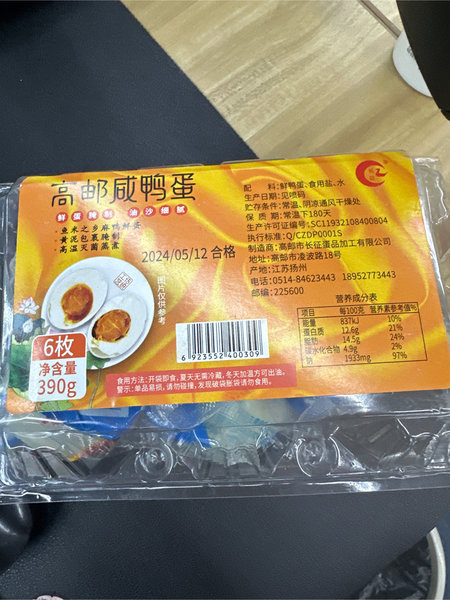 高邮咸鸭蛋
鲜蛋腌制 油沙细腻
·鱼米之乡麻鸭鲜蛋
·黄泥包裹腌制
·高温灭菌蒸煮
2024/05/12 合格
图片仅供参考
6枚
净含量
390g
6 923552 400309
食用方法:开袋即食,夏天无需冷藏,冬天加温方可出油。
警示:单品易损,请勿碰撞,发现破袋胀袋请勿食用。
配 料:鲜鸭蛋、食用盐、水
生产日期:见喷码
贮存条件:常温,阴凉通风干燥处
保 质 期:常温下180天
生产许可证编号:SC11932108400804
执行标准:Q/CZDP0001S
制造商:高邮市长征蛋品加工有限公司
地址:高邮市凌波路18号
产地:江苏扬州
电话:0514-84623443 18952773443
邮编:225600
营养成分表
项目 每100克 营养素参考值%
能量 837kJ 10%
蛋白质 12.6g 21%
脂肪 14.5g 24%
碳水化合物 4.9g 2%
钠 1933mg 97%